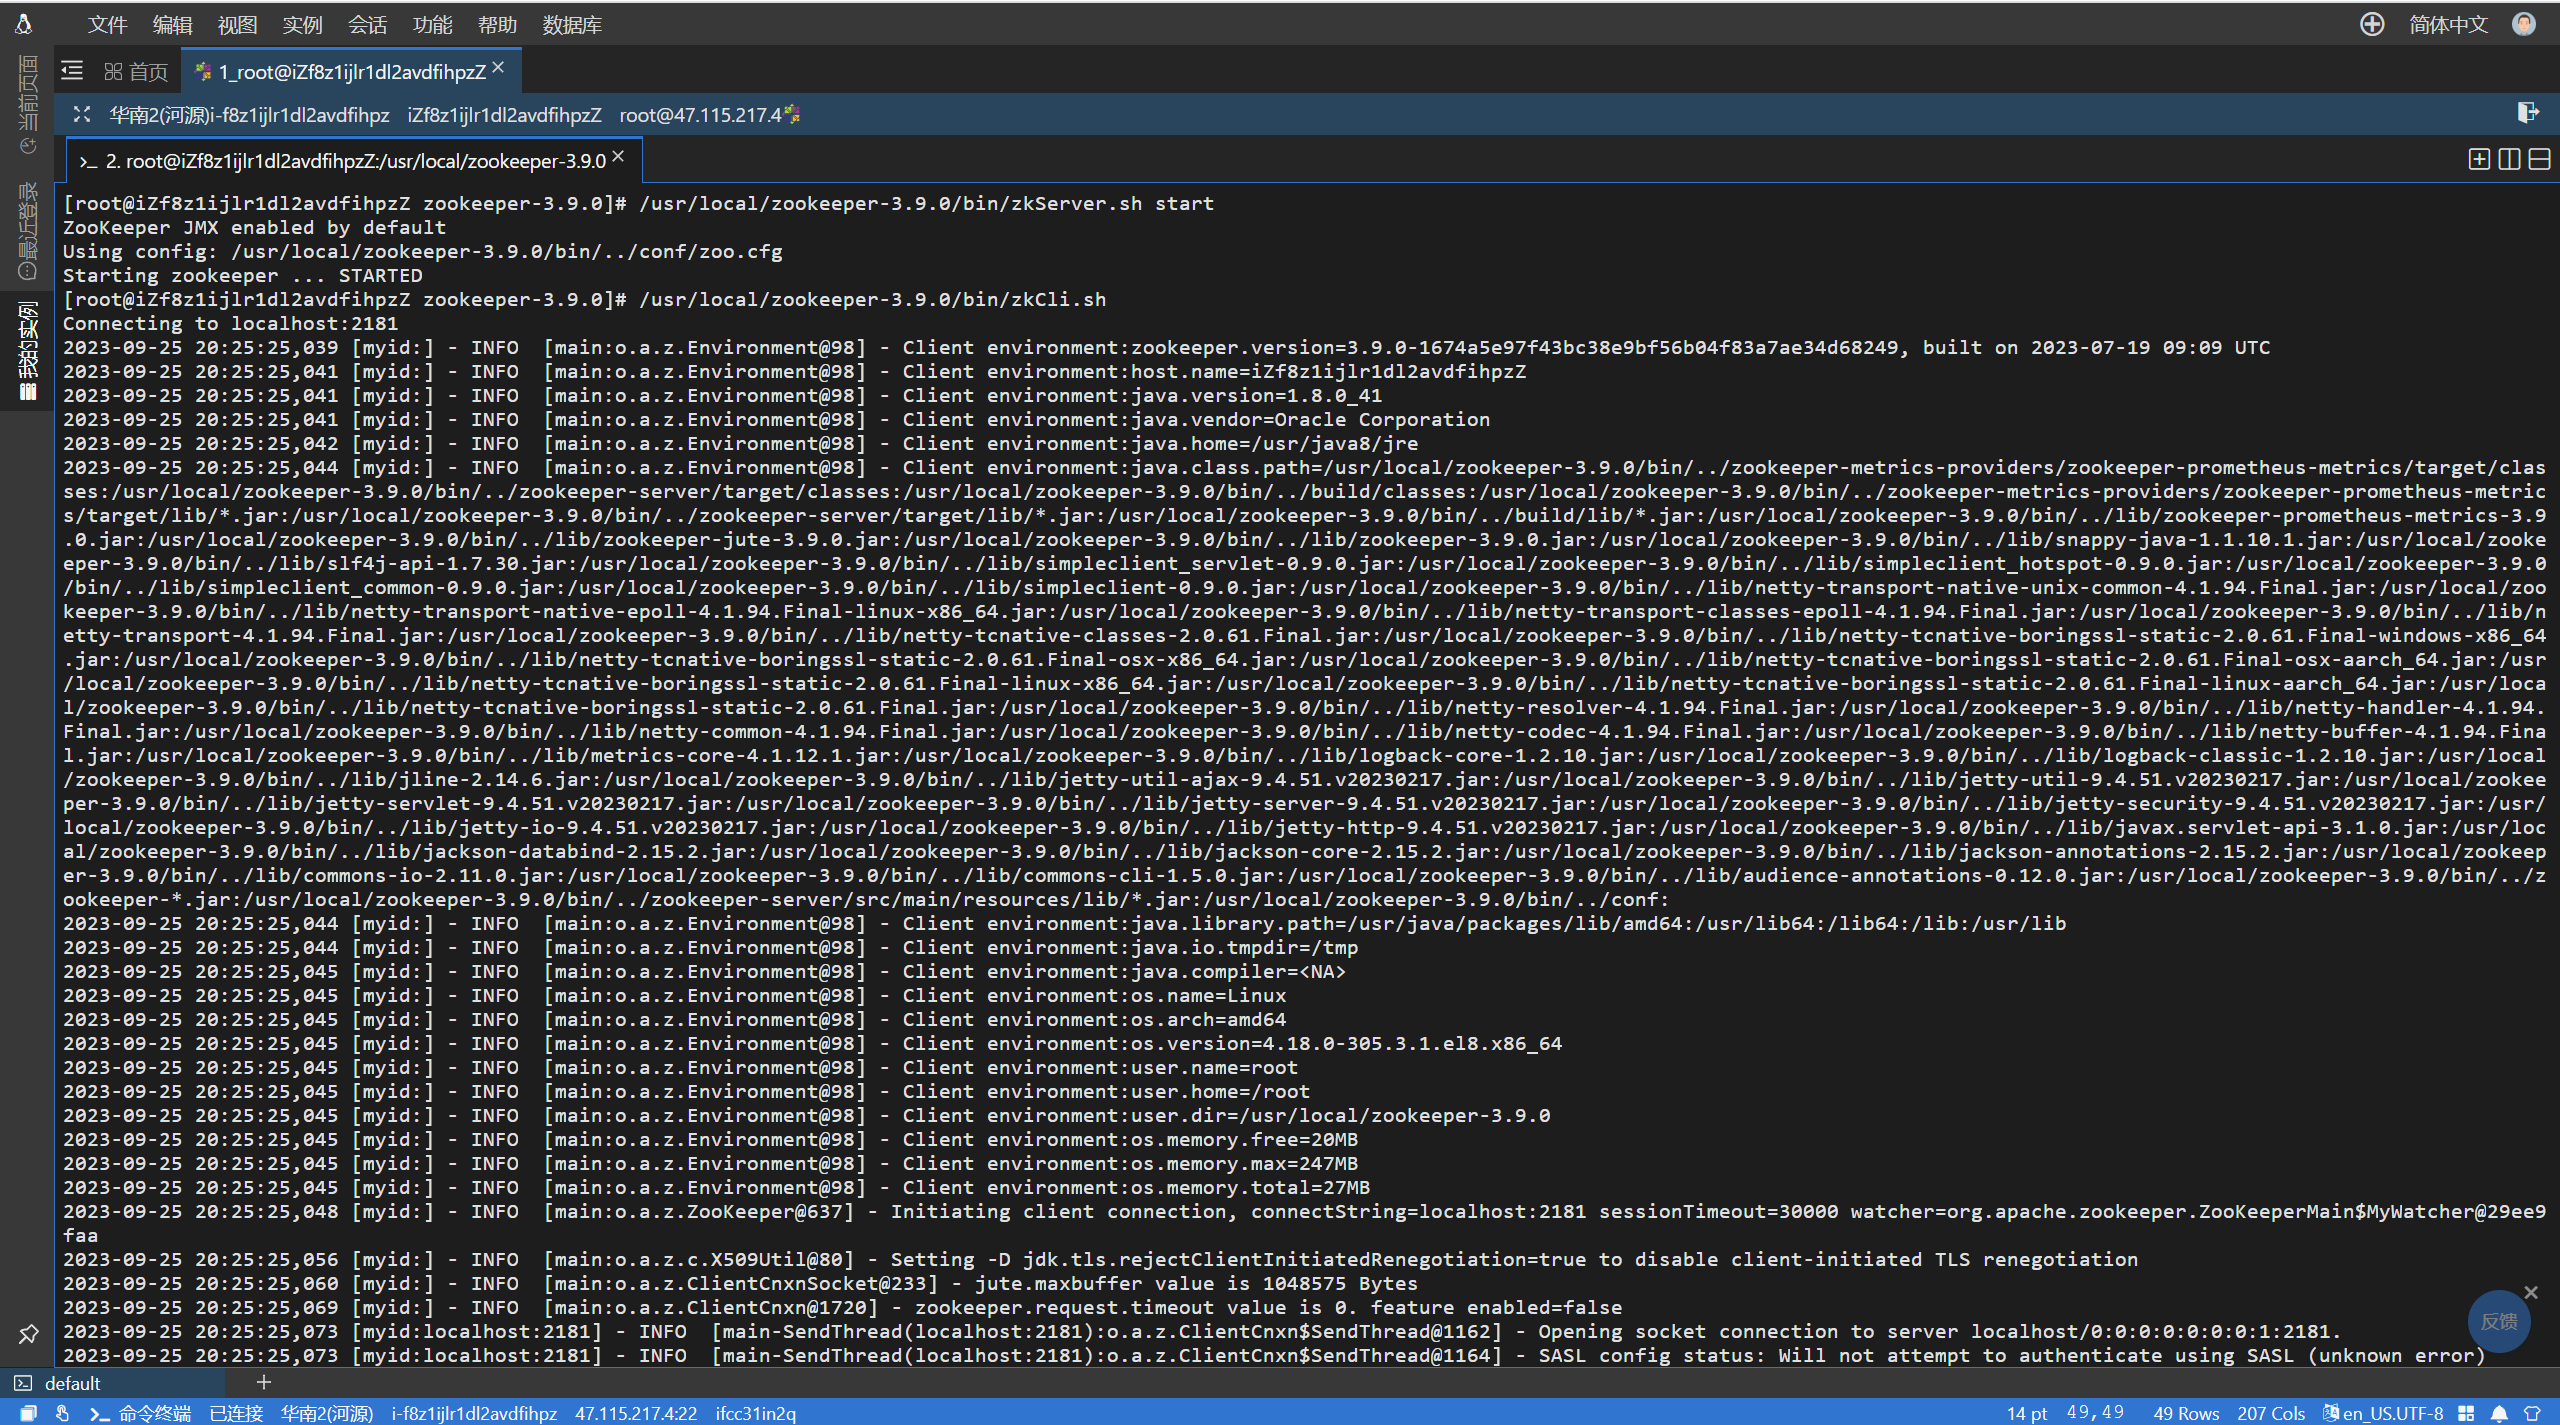 文件 编辑 视图 实例 会话 功能 帮助 数据库 简体中文
首页 1_root@iZf8z1ijlr1dl2avdfihpzZ
华南2(河源)i-f8z1ijlr1dl2avdfihpz iZf8z1ijlr1dl2avdfihpzZ root@47.115.217.4
当前页面
最近登录
我的实例
2. root@iZf8z1ijlr1dl2avdfihpzZ:/usr/local/zookeeper-3.9.0
[root@iZf8z1ijlr1dl2avdfihpzZ zookeeper-3.9.0]# /usr/local/zookeeper-3.9.0/bin/zkServer.sh start
ZooKeeper JMX enabled by default
Using config: /usr/local/zookeeper-3.9.0/bin/../conf/zoo.cfg
Starting zookeeper ... STARTED
[root@iZf8z1ijlr1dl2avdfihpzZ zookeeper-3.9.0]# /usr/local/zookeeper-3.9.0/bin/zkCli.sh
Connecting to localhost:2181
2023-09-25 20:25:25,039 [myid:] - INFO  [main:o.a.z.Environment@98] - Client environment:zookeeper.version=3.9.0-1674a5e97f43bc38e9bf56b04f83a7ae34d68249, built on 2023-07-19 09:09 UTC
2023-09-25 20:25:25,041 [myid:] - INFO  [main:o.a.z.Environment@98] - Client environment:host.name=iZf8z1ijlr1dl2avdfihpzZ
2023-09-25 20:25:25,041 [myid:] - INFO  [main:o.a.z.Environment@98] - Client environment:java.version=1.8.0_41
2023-09-25 20:25:25,041 [myid:] - INFO  [main:o.a.z.Environment@98] - Client environment:java.vendor=Oracle Corporation
2023-09-25 20:25:25,042 [myid:] - INFO  [main:o.a.z.Environment@98] - Client environment:java.home=/usr/java8/jre
2023-09-25 20:25:25,044 [myid:] - INFO  [main:o.a.z.Environment@98] - Client environment:java.class.path=/usr/local/zookeeper-3.9.0/bin/../zookeeper-metrics-providers/zookeeper-prometheus-metrics/target/clas
ses:/usr/local/zookeeper-3.9.0/bin/../zookeeper-server/target/classes:/usr/local/zookeeper-3.9.0/bin/../build/classes:/usr/local/zookeeper-3.9.0/bin/../zookeeper-metrics-providers/zookeeper-prometheus-metric
s/target/lib/*.jar:/usr/local/zookeeper-3.9.0/bin/../zookeeper-server/target/lib/*.jar:/usr/local/zookeeper-3.9.0/bin/../build/lib/*.jar:/usr/local/zookeeper-3.9.0/bin/../lib/zookeeper-prometheus-metrics-3.9
.0.jar:/usr/local/zookeeper-3.9.0/bin/../lib/zookeeper-jute-3.9.0.jar:/usr/local/zookeeper-3.9.0/bin/../lib/zookeeper-3.9.0.jar:/usr/local/zookeeper-3.9.0/bin/../lib/snappy-java-1.1.10.1.jar:/usr/local/zooke
eper-3.9.0/bin/../lib/slf4j-api-1.7.30.jar:/usr/local/zookeeper-3.9.0/bin/../lib/simpleclient_servlet-0.9.0.jar:/usr/local/zookeeper-3.9.0/bin/../lib/simpleclient_hotspot-0.9.0.jar:/usr/local/zookeeper-3.9.0
/bin/../lib/simpleclient_common-0.9.0.jar:/usr/local/zookeeper-3.9.0/bin/../lib/simpleclient-0.9.0.jar:/usr/local/zookeeper-3.9.0/bin/../lib/netty-transport-native-unix-common-4.1.94.Final.jar:/usr/local/zoo
keeper-3.9.0/bin/../lib/netty-transport-native-epoll-4.1.94.Final-linux-x86_64.jar:/usr/local/zookeeper-3.9.0/bin/../lib/netty-transport-classes-epoll-4.1.94.Final.jar:/usr/local/zookeeper-3.9.0/bin/../lib/n
etty-transport-4.1.94.Final.jar:/usr/local/zookeeper-3.9.0/bin/../lib/netty-tcnative-classes-2.0.61.Final.jar:/usr/local/zookeeper-3.9.0/bin/../lib/netty-tcnative-boringssl-static-2.0.61.Final-windows-x86_64
.jar:/usr/local/zookeeper-3.9.0/bin/../lib/netty-tcnative-boringssl-static-2.0.61.Final-osx-x86_64.jar:/usr/local/zookeeper-3.9.0/bin/../lib/netty-tcnative-boringssl-static-2.0.61.Final-osx-aarch_64.jar:/usr
/local/zookeeper-3.9.0/bin/../lib/netty-tcnative-boringssl-static-2.0.61.Final-linux-x86_64.jar:/usr/local/zookeeper-3.9.0/bin/../lib/netty-tcnative-boringssl-static-2.0.61.Final-linux-aarch_64.jar:/usr/loca
l/zookeeper-3.9.0/bin/../lib/netty-tcnative-boringssl-static-2.0.61.Final.jar:/usr/local/zookeeper-3.9.0/bin/../lib/netty-resolver-4.1.94.Final.jar:/usr/local/zookeeper-3.9.0/bin/../lib/netty-handler-4.1.94.
Final.jar:/usr/local/zookeeper-3.9.0/bin/../lib/netty-common-4.1.94.Final.jar:/usr/local/zookeeper-3.9.0/bin/../lib/netty-codec-4.1.94.Final.jar:/usr/local/zookeeper-3.9.0/bin/../lib/netty-buffer-4.1.94.Fina
l.jar:/usr/local/zookeeper-3.9.0/bin/../lib/metrics-core-4.1.12.1.jar:/usr/local/zookeeper-3.9.0/bin/../lib/logback-core-1.2.10.jar:/usr/local/zookeeper-3.9.0/bin/../lib/logback-classic-1.2.10.jar:/usr/local
/zookeeper-3.9.0/bin/../lib/jline-2.14.6.jar:/usr/local/zookeeper-3.9.0/bin/../lib/jetty-util-ajax-9.4.51.v20230217.jar:/usr/local/zookeeper-3.9.0/bin/../lib/jetty-util-9.4.51.v20230217.jar:/usr/local/zookee
per-3.9.0/bin/../lib/jetty-servlet-9.4.51.v20230217.jar:/usr/local/zookeeper-3.9.0/bin/../lib/jetty-server-9.4.51.v20230217.jar:/usr/local/zookeeper-3.9.0/bin/../lib/jetty-security-9.4.51.v20230217.jar:/usr/
local/zookeeper-3.9.0/bin/../lib/jetty-io-9.4.51.v20230217.jar:/usr/local/zookeeper-3.9.0/bin/../lib/jetty-http-9.4.51.v20230217.jar:/usr/local/zookeeper-3.9.0/bin/../lib/javax.servlet-api-3.1.0.jar:/usr/loc
al/zookeeper-3.9.0/bin/../lib/jackson-databind-2.15.2.jar:/usr/local/zookeeper-3.9.0/bin/../lib/jackson-core-2.15.2.jar:/usr/local/zookeeper-3.9.0/bin/../lib/jackson-annotations-2.15.2.jar:/usr/local/zookeep
er-3.9.0/bin/../lib/commons-io-2.11.0.jar:/usr/local/zookeeper-3.9.0/bin/../lib/commons-cli-1.5.0.jar:/usr/local/zookeeper-3.9.0/bin/../lib/audience-annotations-0.12.0.jar:/usr/local/zookeeper-3.9.0/bin/../z
ookeeper-*.jar:/usr/local/zookeeper-3.9.0/bin/../zookeeper-server/src/main/resources/lib/*.jar:/usr/local/zookeeper-3.9.0/bin/../conf:
2023-09-25 20:25:25,044 [myid:] - INFO  [main:o.a.z.Environment@98] - Client environment:java.library.path=/usr/java/packages/lib/amd64:/usr/lib64:/lib64:/lib:/usr/lib
2023-09-25 20:25:25,044 [myid:] - INFO  [main:o.a.z.Environment@98] - Client environment:java.io.tmpdir=/tmp
2023-09-25 20:25:25,045 [myid:] - INFO  [main:o.a.z.Environment@98] - Client environment:java.compiler=<NA>
2023-09-25 20:25:25,045 [myid:] - INFO  [main:o.a.z.Environment@98] - Client environment:os.name=Linux
2023-09-25 20:25:25,045 [myid:] - INFO  [main:o.a.z.Environment@98] - Client environment:os.arch=amd64
2023-09-25 20:25:25,045 [myid:] - INFO  [main:o.a.z.Environment@98] - Client environment:os.version=4.18.0-305.3.1.el8.x86_64
2023-09-25 20:25:25,045 [myid:] - INFO  [main:o.a.z.Environment@98] - Client environment:user.name=root
2023-09-25 20:25:25,045 [myid:] - INFO  [main:o.a.z.Environment@98] - Client environment:user.home=/root
2023-09-25 20:25:25,045 [myid:] - INFO  [main:o.a.z.Environment@98] - Client environment:user.dir=/usr/local/zookeeper-3.9.0
2023-09-25 20:25:25,045 [myid:] - INFO  [main:o.a.z.Environment@98] - Client environment:os.memory.free=20MB
2023-09-25 20:25:25,045 [myid:] - INFO  [main:o.a.z.Environment@98] - Client environment:os.memory.max=247MB
2023-09-25 20:25:25,045 [myid:] - INFO  [main:o.a.z.Environment@98] - Client environment:os.memory.total=27MB
2023-09-25 20:25:25,048 [myid:] - INFO  [main:o.a.z.ZooKeeper@637] - Initiating client connection, connectString=localhost:2181 sessionTimeout=30000 watcher=org.apache.zookeeper.ZooKeeperMain$MyWatcher@29ee9
faa
2023-09-25 20:25:25,056 [myid:] - INFO  [main:o.a.z.c.X509Util@80] - Setting -D jdk.tls.rejectClientInitiatedRenegotiation=true to disable client-initiated TLS renegotiation
2023-09-25 20:25:25,060 [myid:] - INFO  [main:o.a.z.ClientCnxnSocket@233] - jute.maxbuffer value is 1048575 Bytes
2023-09-25 20:25:25,069 [myid:] - INFO  [main:o.a.z.ClientCnxn@1720] - zookeeper.request.timeout value is 0. feature enabled=false
2023-09-25 20:25:25,073 [myid:localhost:2181] - INFO  [main-SendThread(localhost:2181):o.a.z.ClientCnxn$SendThread@1162] - Opening socket connection to server localhost/0:0:0:0:0:0:0:1:2181.
2023-09-25 20:25:25,073 [myid:localhost:2181] - INFO  [main-SendThread(localhost:2181):o.a.z.ClientCnxn$SendThread@1164] - SASL config status: Will not attempt to authenticate using SASL (unknown error)
反馈
default
命令终端 已连接 华南2(河源) i-f8z1ijlr1dl2avdfihpz 47.115.217.4:22 ifcc31in2q 14 pt 49,49 49 Rows 207 Cols en_US.UTF-8